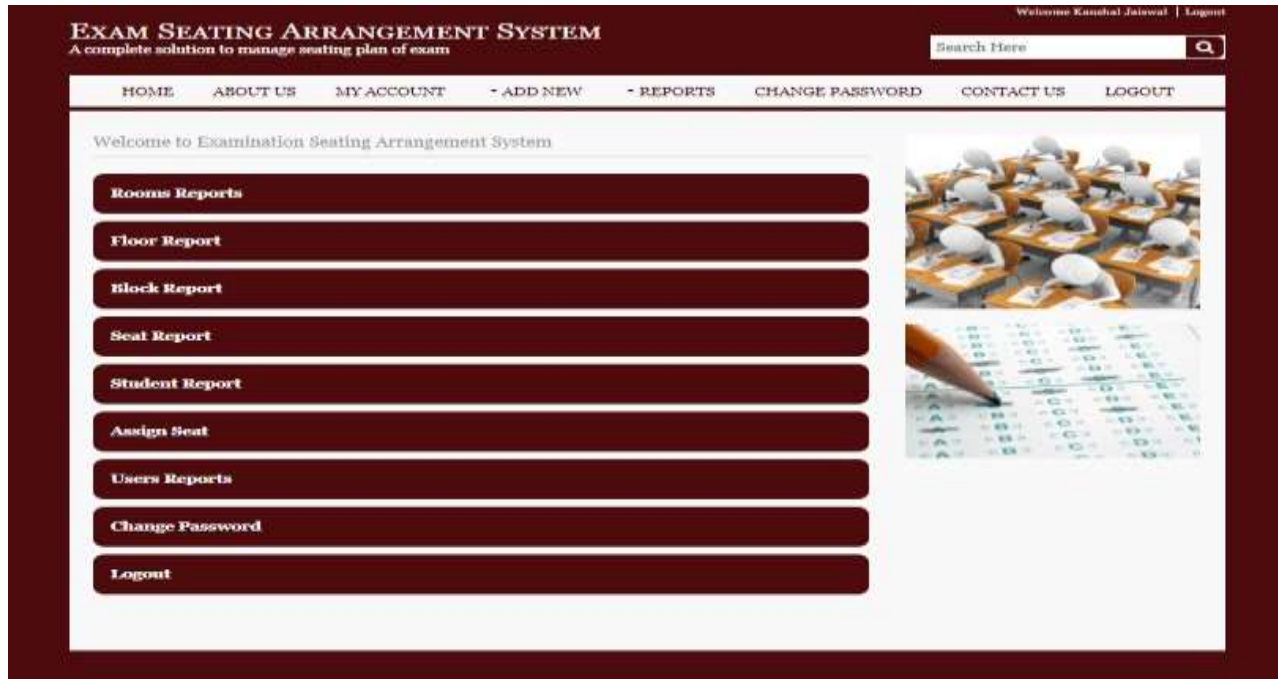 Welcome Kaushal Jaiswal | Logout
EXAM SEATING ARRANGEMENT SYSTEM
A complete solution to manage seating plan of exam
Search Here
HOME ABOUT US MY ACCOUNT - ADD NEW - REPORTS CHANGE PASSWORD CONTACT US LOGOUT
Welcome to Examination Seating Arrangement System
Rooms Reports
Floor Report
Block Report
Seat Report
Student Report
Assign Seat
Users Reports
Change Password
Logout